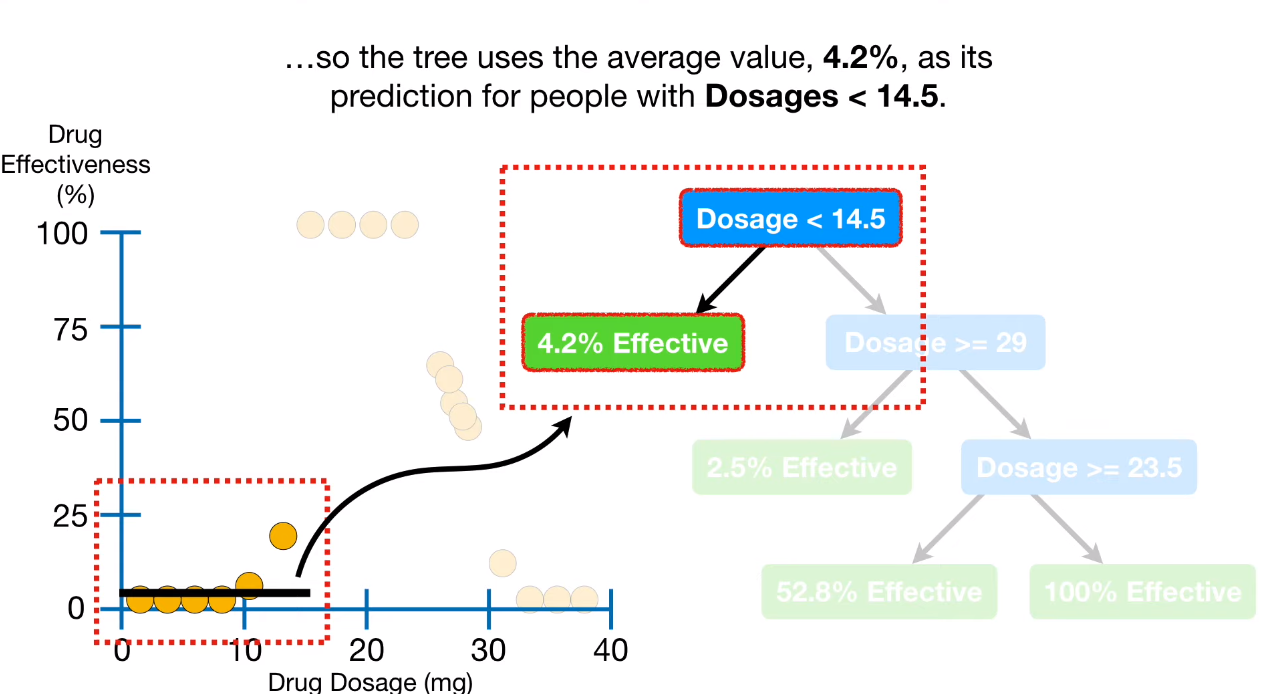 …so the tree uses the average value, 4.2%, as its
prediction for people with Dosages < 14.5.
Drug
Effectiveness
(%)
100
75
50
25
0
0
10
20
30
40
Drug Dosage (mg)
Dosage < 14.5
4.2% Effective
Dosage >= 29
2.5% Effective
Dosage >= 23.5
52.8% Effective
100% Effective